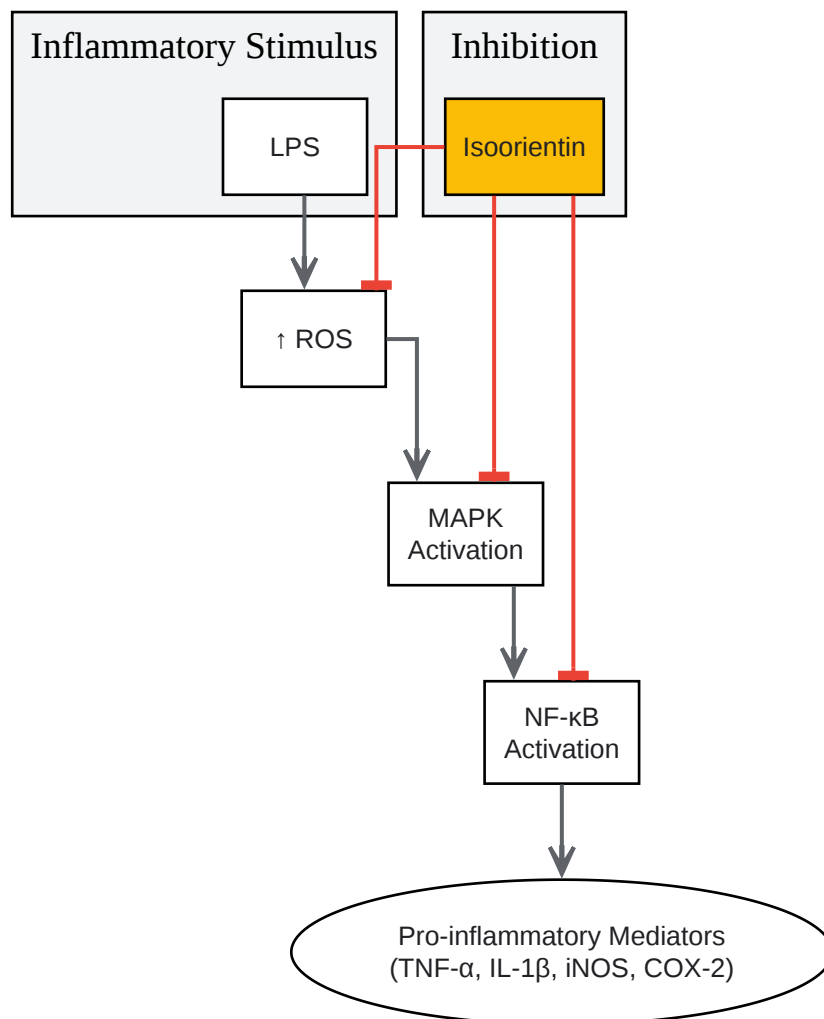 Inflammatory Stimulus
Inhibition
LPS
Isoorientin
↑ ROS
MAPK
Activation
NF-κB
Activation
Pro-inflammatory Mediators
(TNF-α, IL-1β, iNOS, COX-2)